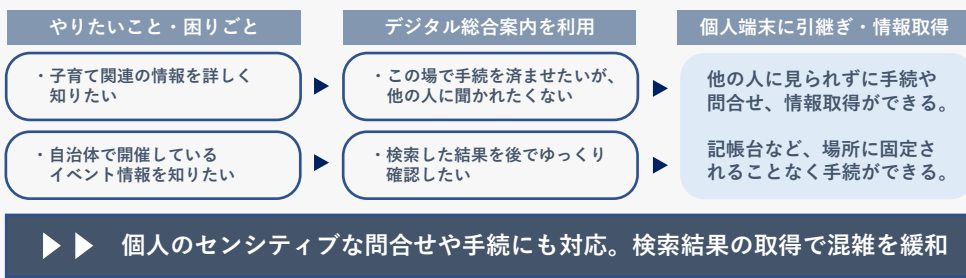 やりたいこと・困りごと
デジタル総合案内を利用
個人端末に引継ぎ・情報取得
・子育て関連の情報を詳しく
知りたい
・この場で手続を済ませたいが、
他の人に聞かれたくない
他の人に見られずに手続や
問合せ、情報取得ができる。
・自治体で開催している
イベント情報を知りたい
・検索した結果を後でゆっくり
確認したい
記帳台など、場所に固定さ
れることなく手続ができる。
個人のセンシティブな問合せや手続にも対応。検索結果の取得で混雑を緩和